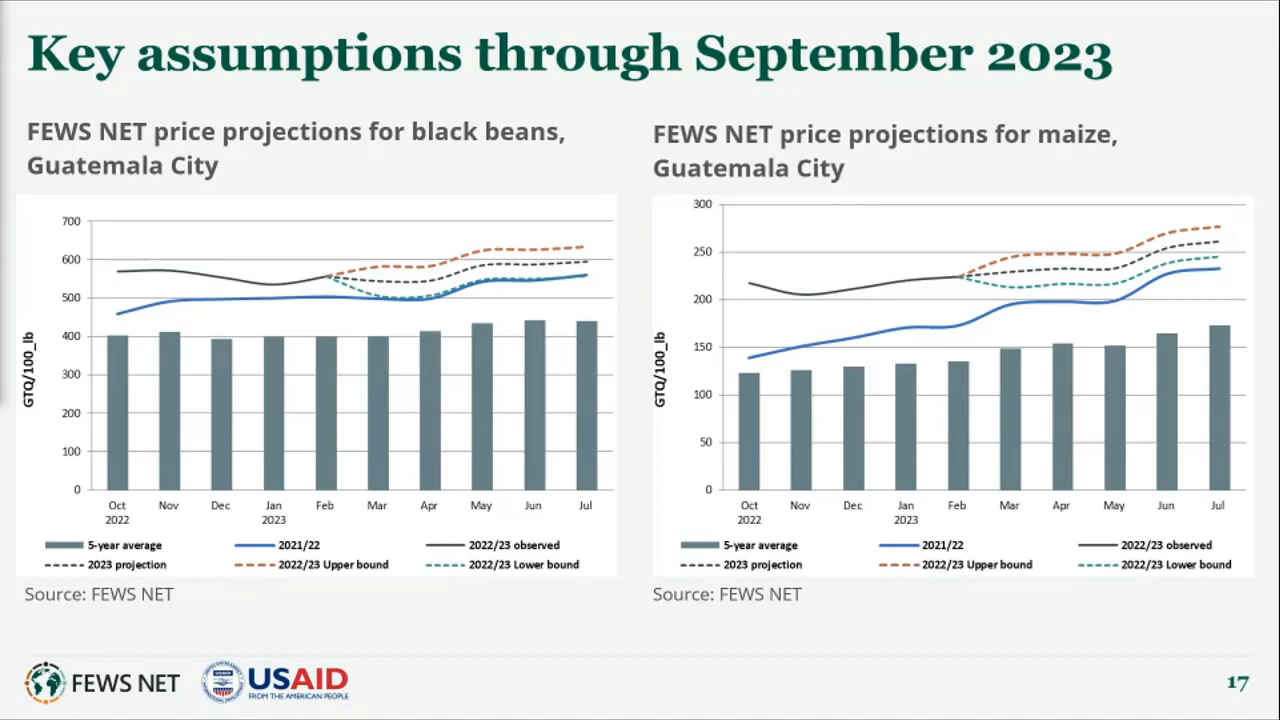 Key assumptions through September 2023
FEWS NET price projections for black beans,
Guatemala City
700
600
500
400
300
200
100
0
GTQ/100_lb
Oct Nov Dec Jan Feb Mar Apr May Jun Jul
2022 2023
5-year average 2021/22 2022/23 observed
2023 projection 2022/23 Upper bound 2022/23 Lower bound
Source: FEWS NET
FEWS NET price projections for maize,
Guatemala City
300
250
200
150
100
50
0
GTQ/100_lb
Oct Nov Dec Jan Feb Mar Apr May Jun Jul
2022 2023
5-year average 2021/22 2022/23 observed
2023 projection 2022/23 Upper bound 2022/23 Lower bound
Source: FEWS NET
FEWS NET
USAID
USAID
FROM THE AMERICAN PEOPLE
17